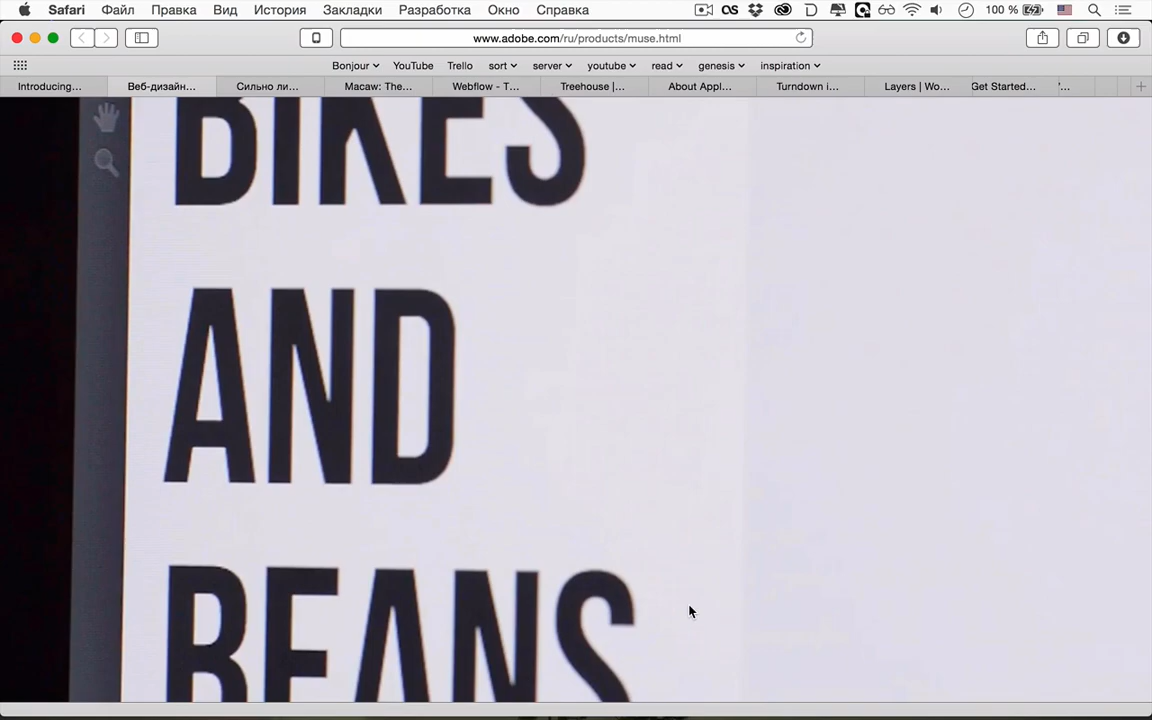 Safari Файл Правка Вид История Закладки Разработка Окно Справка 100 %
www.adobe.com/ru/products/muse.html
Bonjour YouTube Trello sort server youtube read genesis inspiration
Introducing... Веб-дизайн... Сильно ли... Macaw: The... Webflow - T... Treehouse |... About Appl... Turndown i... Layers | Wo... Get Started...
BIKES
AND
BEANS